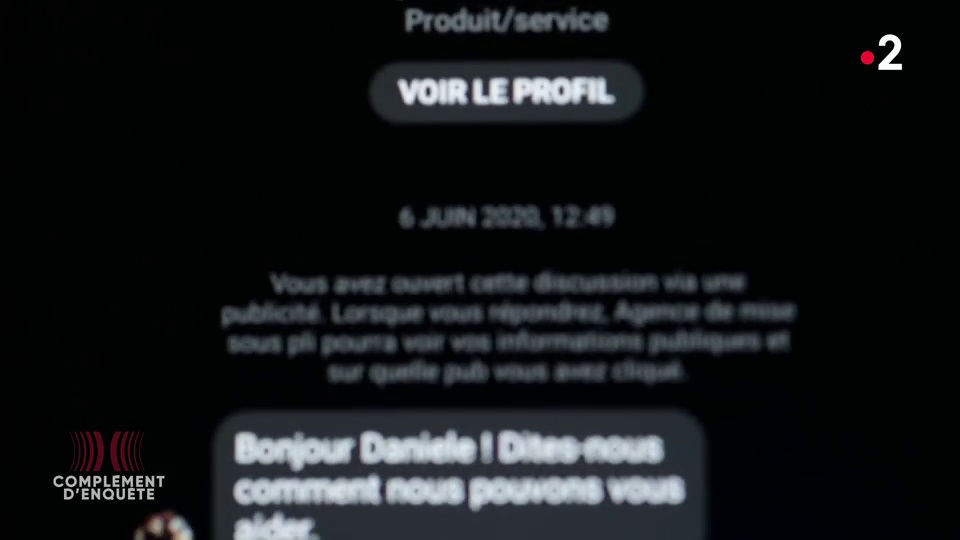 Produit/service
2
VOIR LE PROFIL
6 JUIN 2020, 12:49
Vous avez ouvert cette discussion via une
publicité. Lorsque vous répondrez, Agence de mise
sous pli pourra voir vos informations publiques et
sur quelle pub vous avez cliqué.
Bonjour Daniele ! Dites-nous
comment nous pouvons vous
aider.
COMPLÉMENT
D'ENQUÊTE